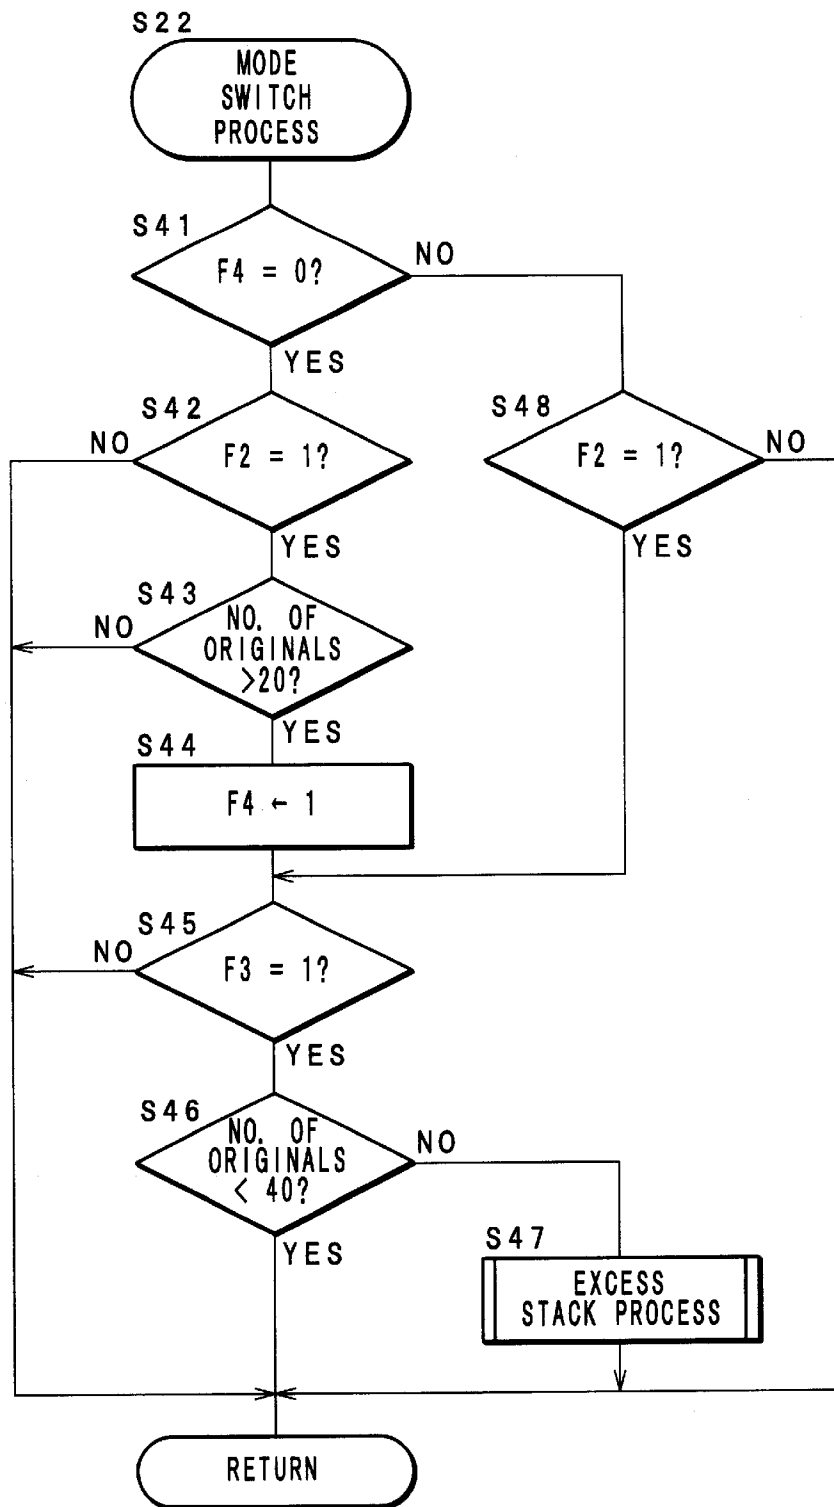 S22
MODE
SWITCH
PROCESS
S41
F4 = 0?
NO
YES
S42
F2 = 1?
NO
YES
S48
F2 = 1?
NO
YES
S43
NO. OF
ORIGINALS
>20?
NO
YES
S44
F4 ← 1
S45
F3 = 1?
NO
YES
S46
NO. OF
ORIGINALS
< 40?
NO
YES
S47
EXCESS
STACK PROCESS
RETURN